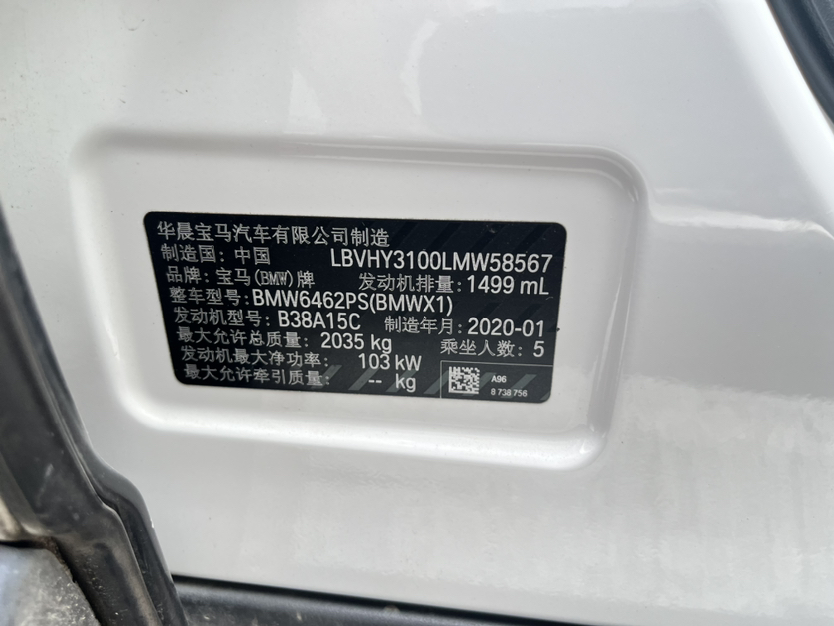 华晨宝马汽车有限公司制造
制造国: 中国 LBVHY3100LMW58567
品牌: 宝马(BMW)牌 发动机排量: 1499 mL
整车型号: BMW6462PS(BMWX1)
发动机型号: B38A15C 制造年月: 2020-01
最大允许总质量: 2035 kg 乘坐人数: 5
发动机最大净功率: 103 kW
最大允许牵引质量: -- kg
A96
8 738 756